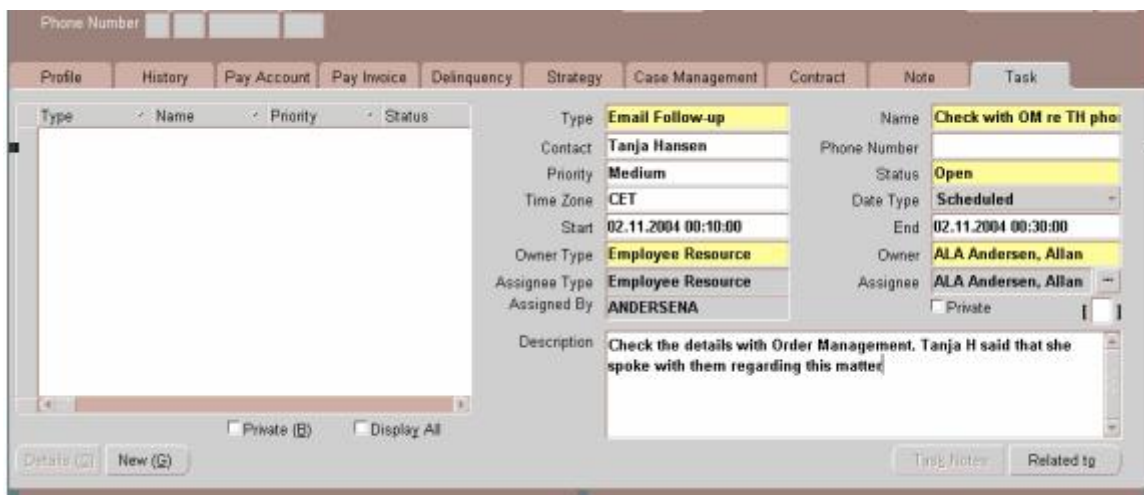 Phone Number
Profile History Pay Account Pay Invoice Delinquency Strategy Case Management Contract Note Task
Type Name Priority Status
Type Email Follow-up Name Check with OM re TH pho
Contact Tanja Hansen Phone Number
Priority Medium Status Open
Time Zone CET Date Type Scheduled
Start 02.11.2004 00:10:00 End 02.11.2004 00:30:00
Owner Type Employee Resource Owner ALA Andersen, Allan
Assignee Type Employee Resource Assignee ALA Andersen, Allan ...
Assigned By ANDERSENA Private [ ]
Description Check the details with Order Management. Tanja H said that she
spoke with them regarding this matter
Private (B) Display All
Details (C) New (G) Task Notes Related to